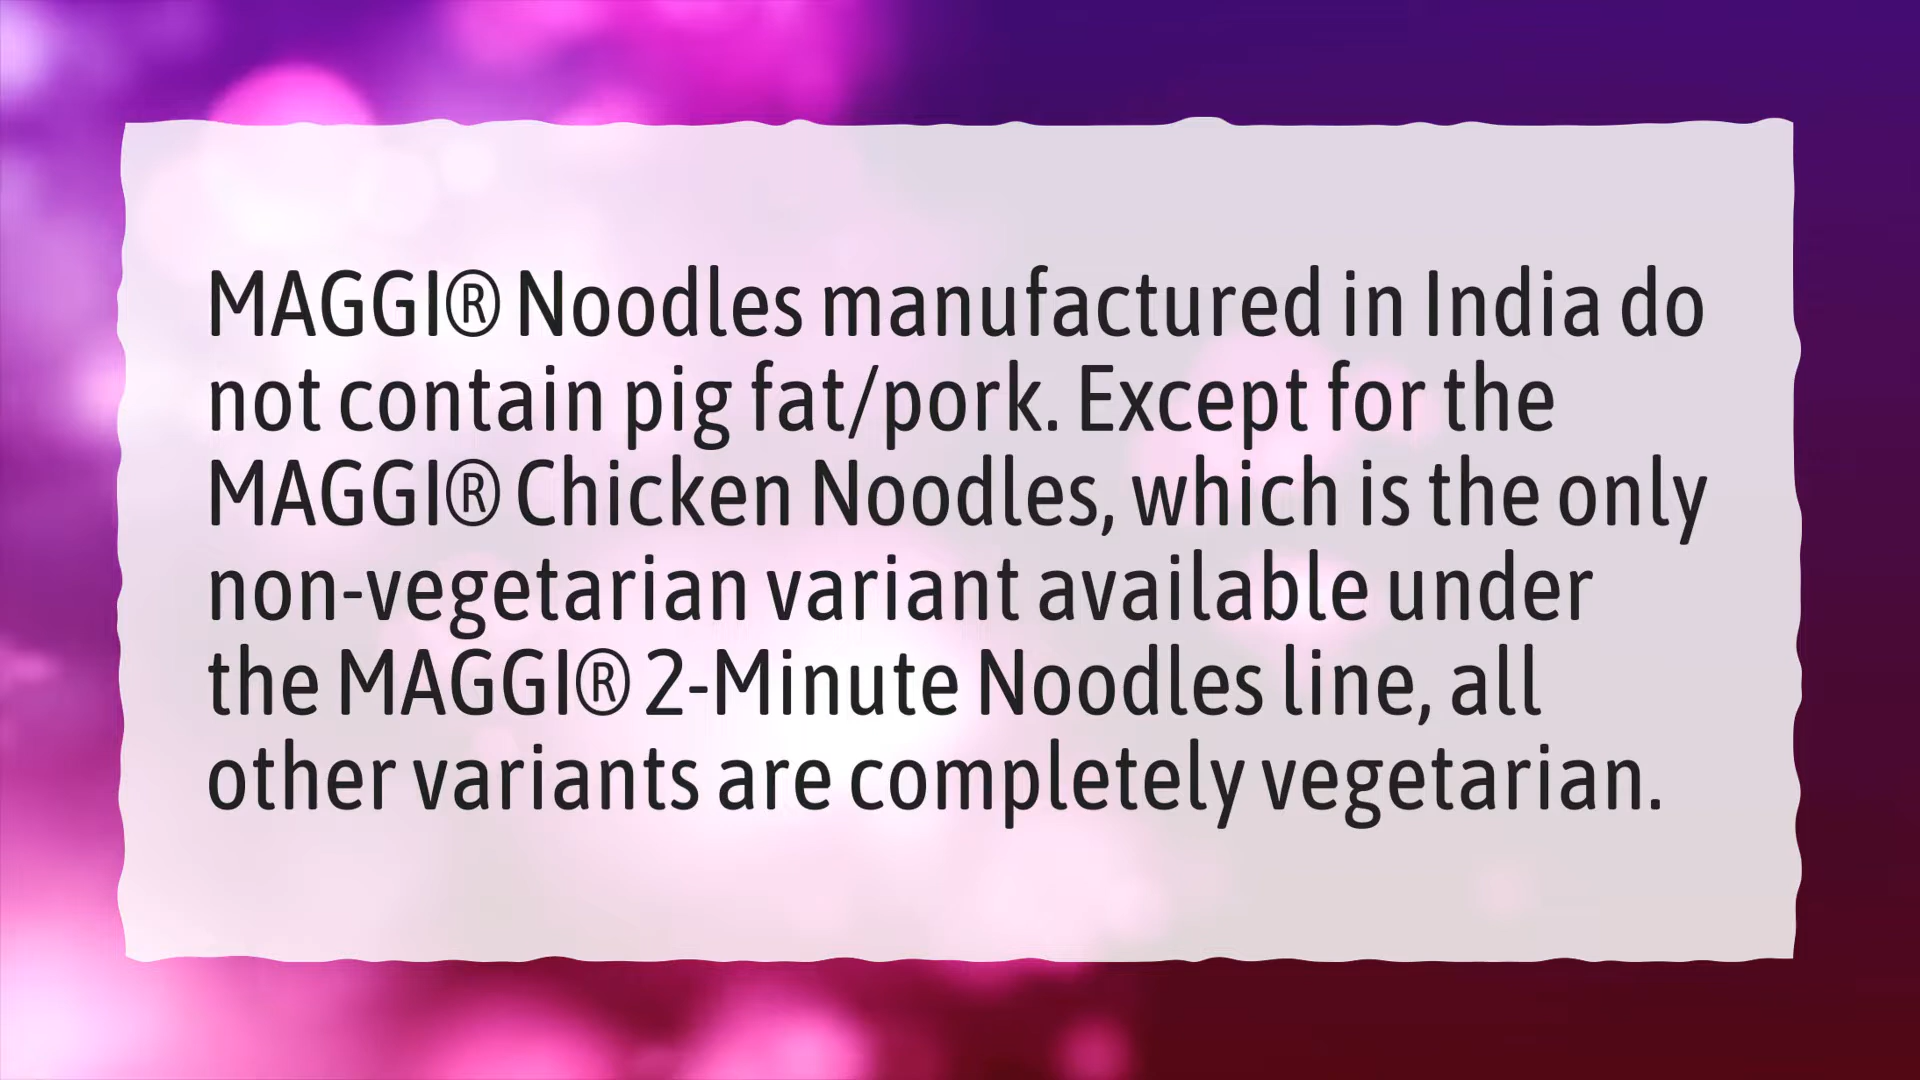 MAGGI® Noodles manufactured in India do
not contain pig fat/pork. Except for the
MAGGI® Chicken Noodles, which is the only
non-vegetarian variant available under
the MAGGI® 2-Minute Noodles line, all
other variants are completely vegetarian.